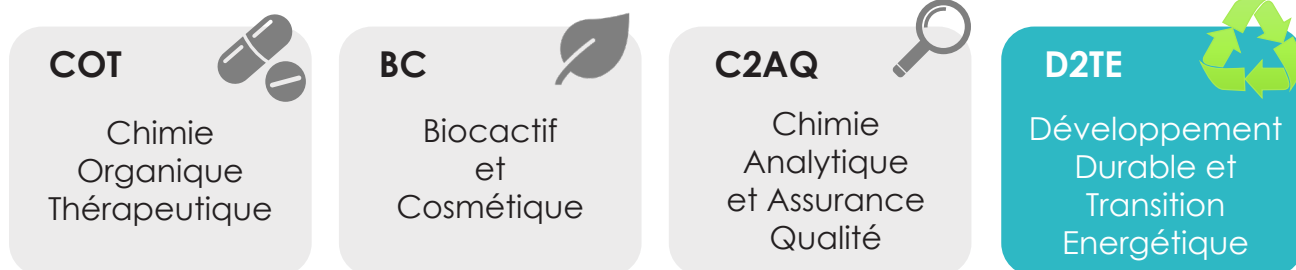 COT
Chimie
Organique
Thérapeutique
BC
Biocactif
et
Cosmétique
C2AQ
Chimie
Analytique
et Assurance
Qualité
D2TE
Développement
Durable et
Transition
Energétique